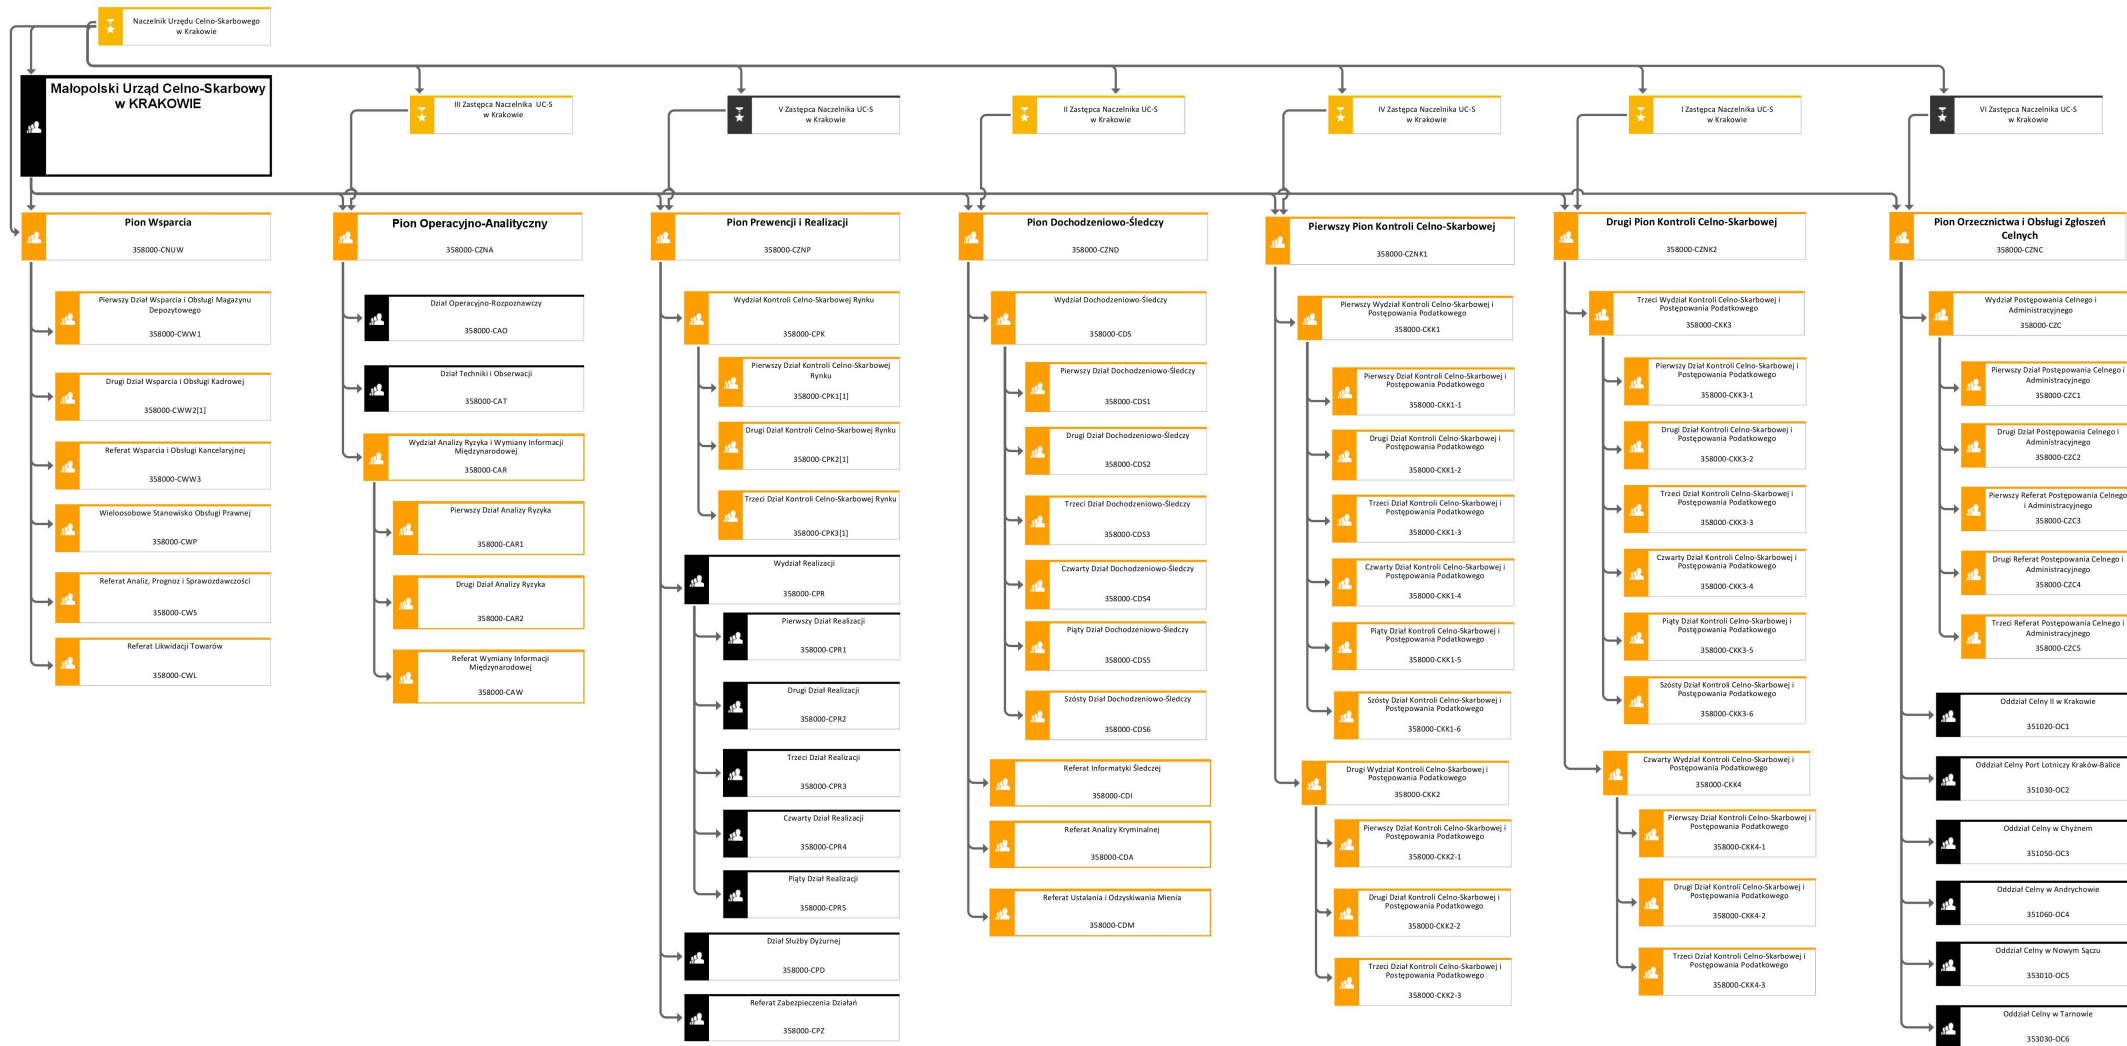 Naczelnik Urzędu Celno-Skarbowego
w Krakowie
Małopolski Urząd Celno-Skarbowy
w KRAKOWIE
III Zastępca Naczelnika UC-S
w Krakowie
V Zastępca Naczelnika UC-S
w Krakowie
II Zastępca Naczelnika UC-S
w Krakowie
IV Zastępca Naczelnika UC-S
w Krakowie
I Zastępca Naczelnika UC-S
w Krakowie
VI Zastępca Naczelnika UC-S
w Krakowie
Pion Wsparcia
358000-CNUW
Pierwszy Dział Wsparcia i Obsługi Magazynu
Depozytowego
358000-CWW1
Drugi Dział Wsparcia i Obsługi Kadrowej
358000-CWW2[1]
Referat Wsparcia i Obsługi Kancelaryjnej
358000-CWW3
Wieloosobowe Stanowisko Obsługi Prawnej
358000-CWP
Referat Analiz, Prognoz i Sprawozdawczości
358000-CWS
Referat Likwidacji Towarów
358000-CWL
Pion Operacyjno-Analityczny
358000-CZNA
Dział Operacyjno-Rozpoznawczy
358000-CAO
Dział Techniki i Obserwacji
358000-CAT
Wydział Analizy Ryzyka i Wymiany Informacji
Międzynarodowej
358000-CAR
Pierwszy Dział Analizy Ryzyka
358000-CAR1
Drugi Dział Analizy Ryzyka
358000-CAR2
Referat Wymiany Informacji
Międzynarodowej
358000-CAW
Pion Prewencji i Realizacji
358000-CZNP
Wydział Kontroli Celno-Skarbowej Rynku
358000-CPK
Pierwszy Dział Kontroli Celno-Skarbowej
Rynku
358000-CPK1[1]
Drugi Dział Kontroli Celno-Skarbowej Rynku
358000-CPK2[1]
Trzeci Dział Kontroli Celno-Skarbowej Rynku
358000-CPK3[1]
Wydział Realizacji
358000-CPR
Pierwszy Dział Realizacji
358000-CPR1
Drugi Dział Realizacji
358000-CPR2
Trzeci Dział Realizacji
358000-CPR3
Czwarty Dział Realizacji
358000-CPR4
Piąty Dział Realizacji
358000-CPR5
Dział Służby Dyżurnej
358000-CPD
Referat Zabezpieczenia Działań
358000-CPZ
Pion Dochodzeniowo-Śledczy
358000-CZND
Wydział Dochodzeniowo-Śledczy
358000-CDS
Pierwszy Dział Dochodzeniowo-Śledczy
358000-CDS1
Drugi Dział Dochodzeniowo-Śledczy
358000-CDS2
Trzeci Dział Dochodzeniowo-Śledczy
358000-CDS3
Czwarty Dział Dochodzeniowo-Śledczy
358000-CDS4
Piąty Dział Dochodzeniowo-Śledczy
358000-CDS5
Szósty Dział Dochodzeniowo-Śledczy
358000-CDS6
Referat Informatyki Śledczej
358000-CDI
Referat Analizy Kryminalnej
358000-CDA
Referat Ustalania i Odzyskiwania Mienia
358000-CDM
Pierwszy Pion Kontroli Celno-Skarbowej
358000-CZNK1
Pierwszy Wydział Kontroli Celno-Skarbowej i
Postępowania Podatkowego
358000-CKK1
Pierwszy Dział Kontroli Celno-Skarbowej i
Postępowania Podatkowego
358000-CKK1-1
Drugi Dział Kontroli Celno-Skarbowej i
Postępowania Podatkowego
358000-CKK1-2
Trzeci Dział Kontroli Celno-Skarbowej i
Postępowania Podatkowego
358000-CKK1-3
Czwarty Dział Kontroli Celno-Skarbowej i
Postępowania Podatkowego
358000-CKK1-4
Piąty Dział Kontroli Celno-Skarbowej i
Postępowania Podatkowego
358000-CKK1-5
Szósty Dział Kontroli Celno-Skarbowej i
Postępowania Podatkowego
358000-CKK1-6
Drugi Wydział Kontroli Celno-Skarbowej i
Postępowania Podatkowego
358000-CKK2
Pierwszy Dział Kontroli Celno-Skarbowej i
Postępowania Podatkowego
358000-CKK2-1
Drugi Dział Kontroli Celno-Skarbowej i
Postępowania Podatkowego
358000-CKK2-2
Trzeci Dział Kontroli Celno-Skarbowej i
Postępowania Podatkowego
358000-CKK2-3
Drugi Pion Kontroli Celno-Skarbowej
358000-CZNK2
Trzeci Wydział Kontroli Celno-Skarbowej i
Postępowania Podatkowego
358000-CKK3
Pierwszy Dział Kontroli Celno-Skarbowej i
Postępowania Podatkowego
358000-CKK3-1
Drugi Dział Kontroli Celno-Skarbowej i
Postępowania Podatkowego
358000-CKK3-2
Trzeci Dział Kontroli Celno-Skarbowej i
Postępowania Podatkowego
358000-CKK3-3
Czwarty Dział Kontroli Celno-Skarbowej i
Postępowania Podatkowego
358000-CKK3-4
Piąty Dział Kontroli Celno-Skarbowej i
Postępowania Podatkowego
358000-CKK3-5
Szósty Dział Kontroli Celno-Skarbowej i
Postępowania Podatkowego
358000-CKK3-6
Czwarty Wydział Kontroli Celno-Skarbowej i
Postępowania Podatkowego
358000-CKK4
Pierwszy Dział Kontroli Celno-Skarbowej i
Postępowania Podatkowego
358000-CKK4-1
Drugi Dział Kontroli Celno-Skarbowej i
Postępowania Podatkowego
358000-CKK4-2
Trzeci Dział Kontroli Celno-Skarbowej i
Postępowania Podatkowego
358000-CKK4-3
Pion Orzecznictwa i Obsługi Zgłoszeń
Celnych
358000-CZNC
Wydział Postępowania Celnego i
Administracyjnego
358000-CZC
Pierwszy Dział Postępowania Celnego i
Administracyjnego
358000-CZC1
Drugi Dział Postępowania Celnego i
Administracyjnego
358000-CZC2
Pierwszy Referat Postępowania Celnego
i Administracyjnego
358000-CZC3
Drugi Referat Postępowania Celnego i
Administracyjnego
358000-CZC4
Trzeci Referat Postępowania Celnego i
Administracyjnego
358000-CZC5
Oddział Celny II w Krakowie
351020-OC1
Oddział Celny Port Lotniczy Kraków-Balice
351030-OC2
Oddział Celny w Chyżnem
351050-OC3
Oddział Celny w Andrychowie
351060-OC4
Oddział Celny w Nowym Sączu
353010-OC5
Oddział Celny w Tarnowie
353030-OC6